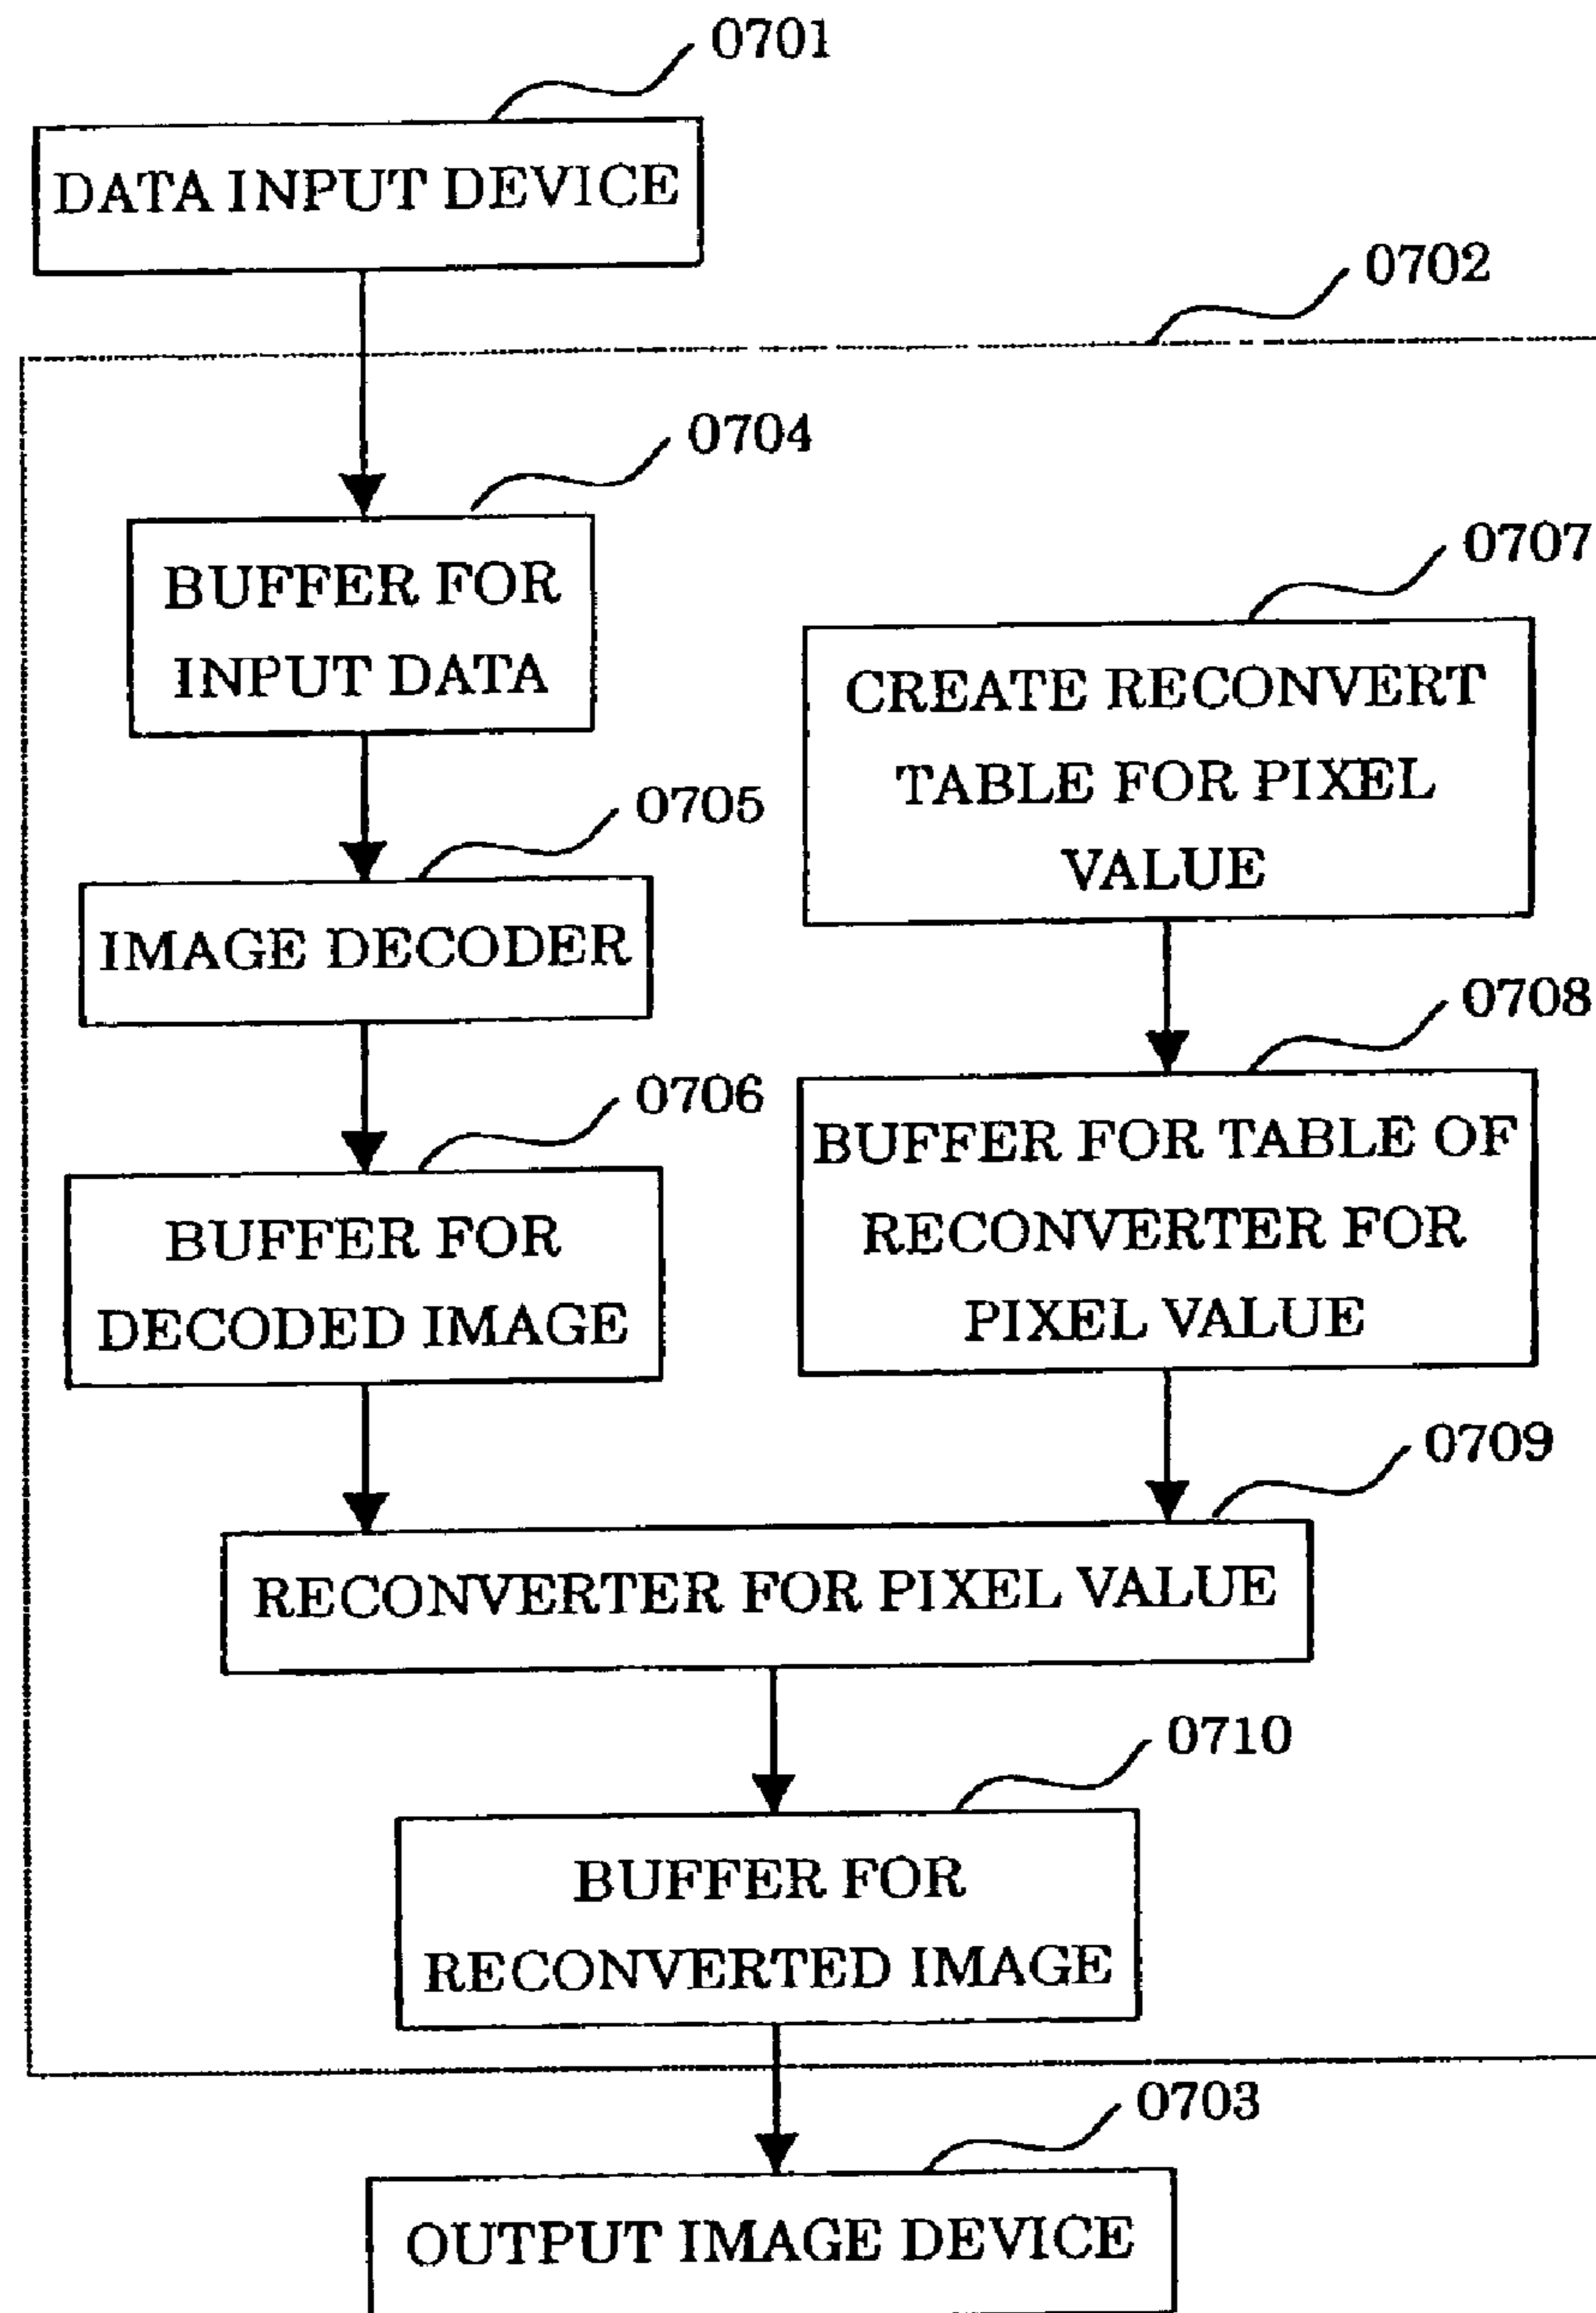 0701
DATA INPUT DEVICE
0702
0704
BUFFER FOR
INPUT DATA
0707
CREATE RECONVERT
TABLE FOR PIXEL
VALUE
0705
IMAGE DECODER
0708
BUFFER FOR TABLE OF
RECONVERTER FOR
PIXEL VALUE
0706
BUFFER FOR
DECODED IMAGE
0709
RECONVERTER FOR PIXEL VALUE
0710
BUFFER FOR
RECONVERTED IMAGE
0703
OUTPUT IMAGE DEVICE